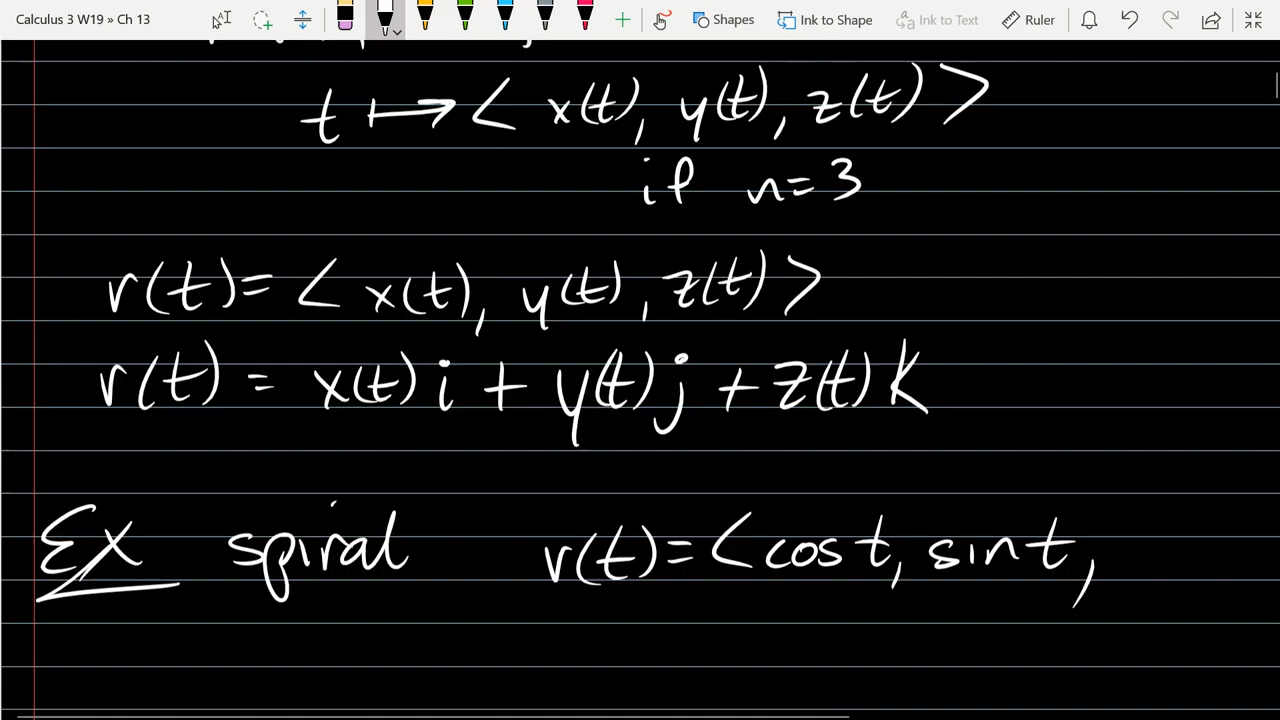 Calculus 3 W19 » Ch 13
Shapes
Ink to Shape
Ink to Text
Ruler
t ↦ < x(t), y(t), z(t) >
if n=3
r(t) = < x(t), y(t), z(t) >
r(t) = x(t) i + y(t) j + z(t) k
Ex spiral r(t) = < cos t, sin t,